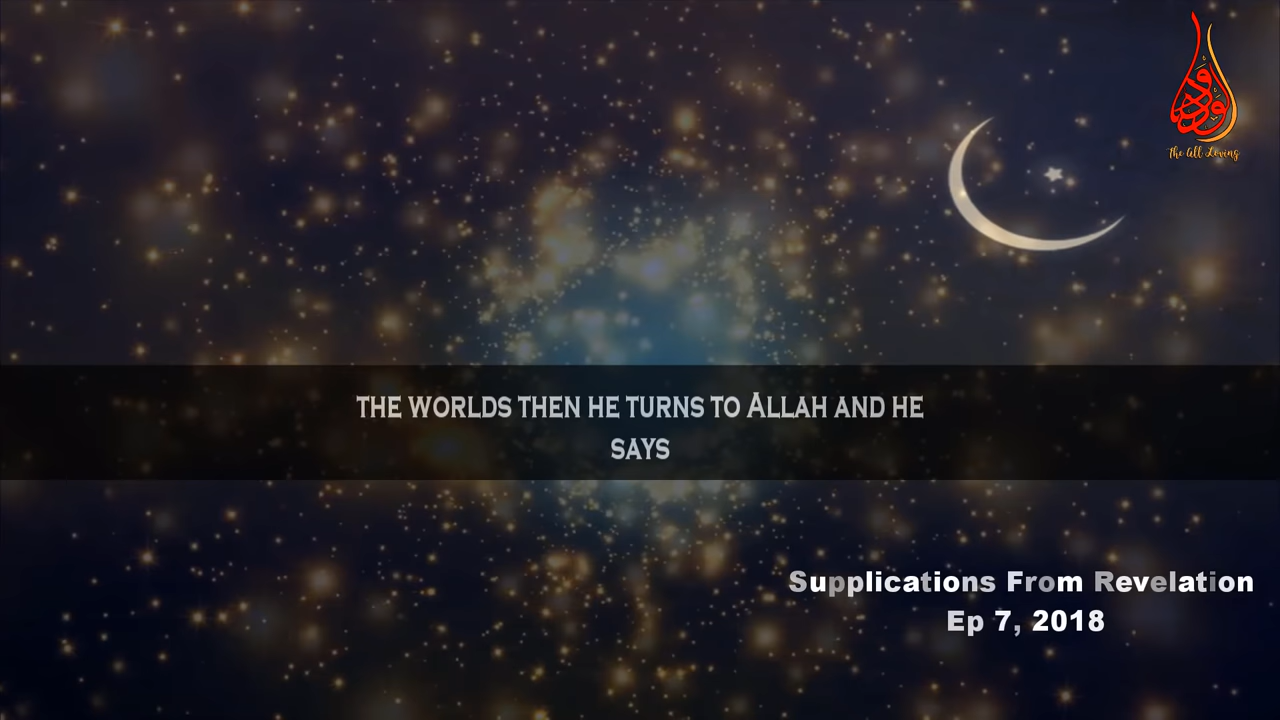 الودود
The All Loving
THE WORLDS THEN HE TURNS TO ALLAH AND HE
SAYS
Supplications From Revelation
Ep 7, 2018